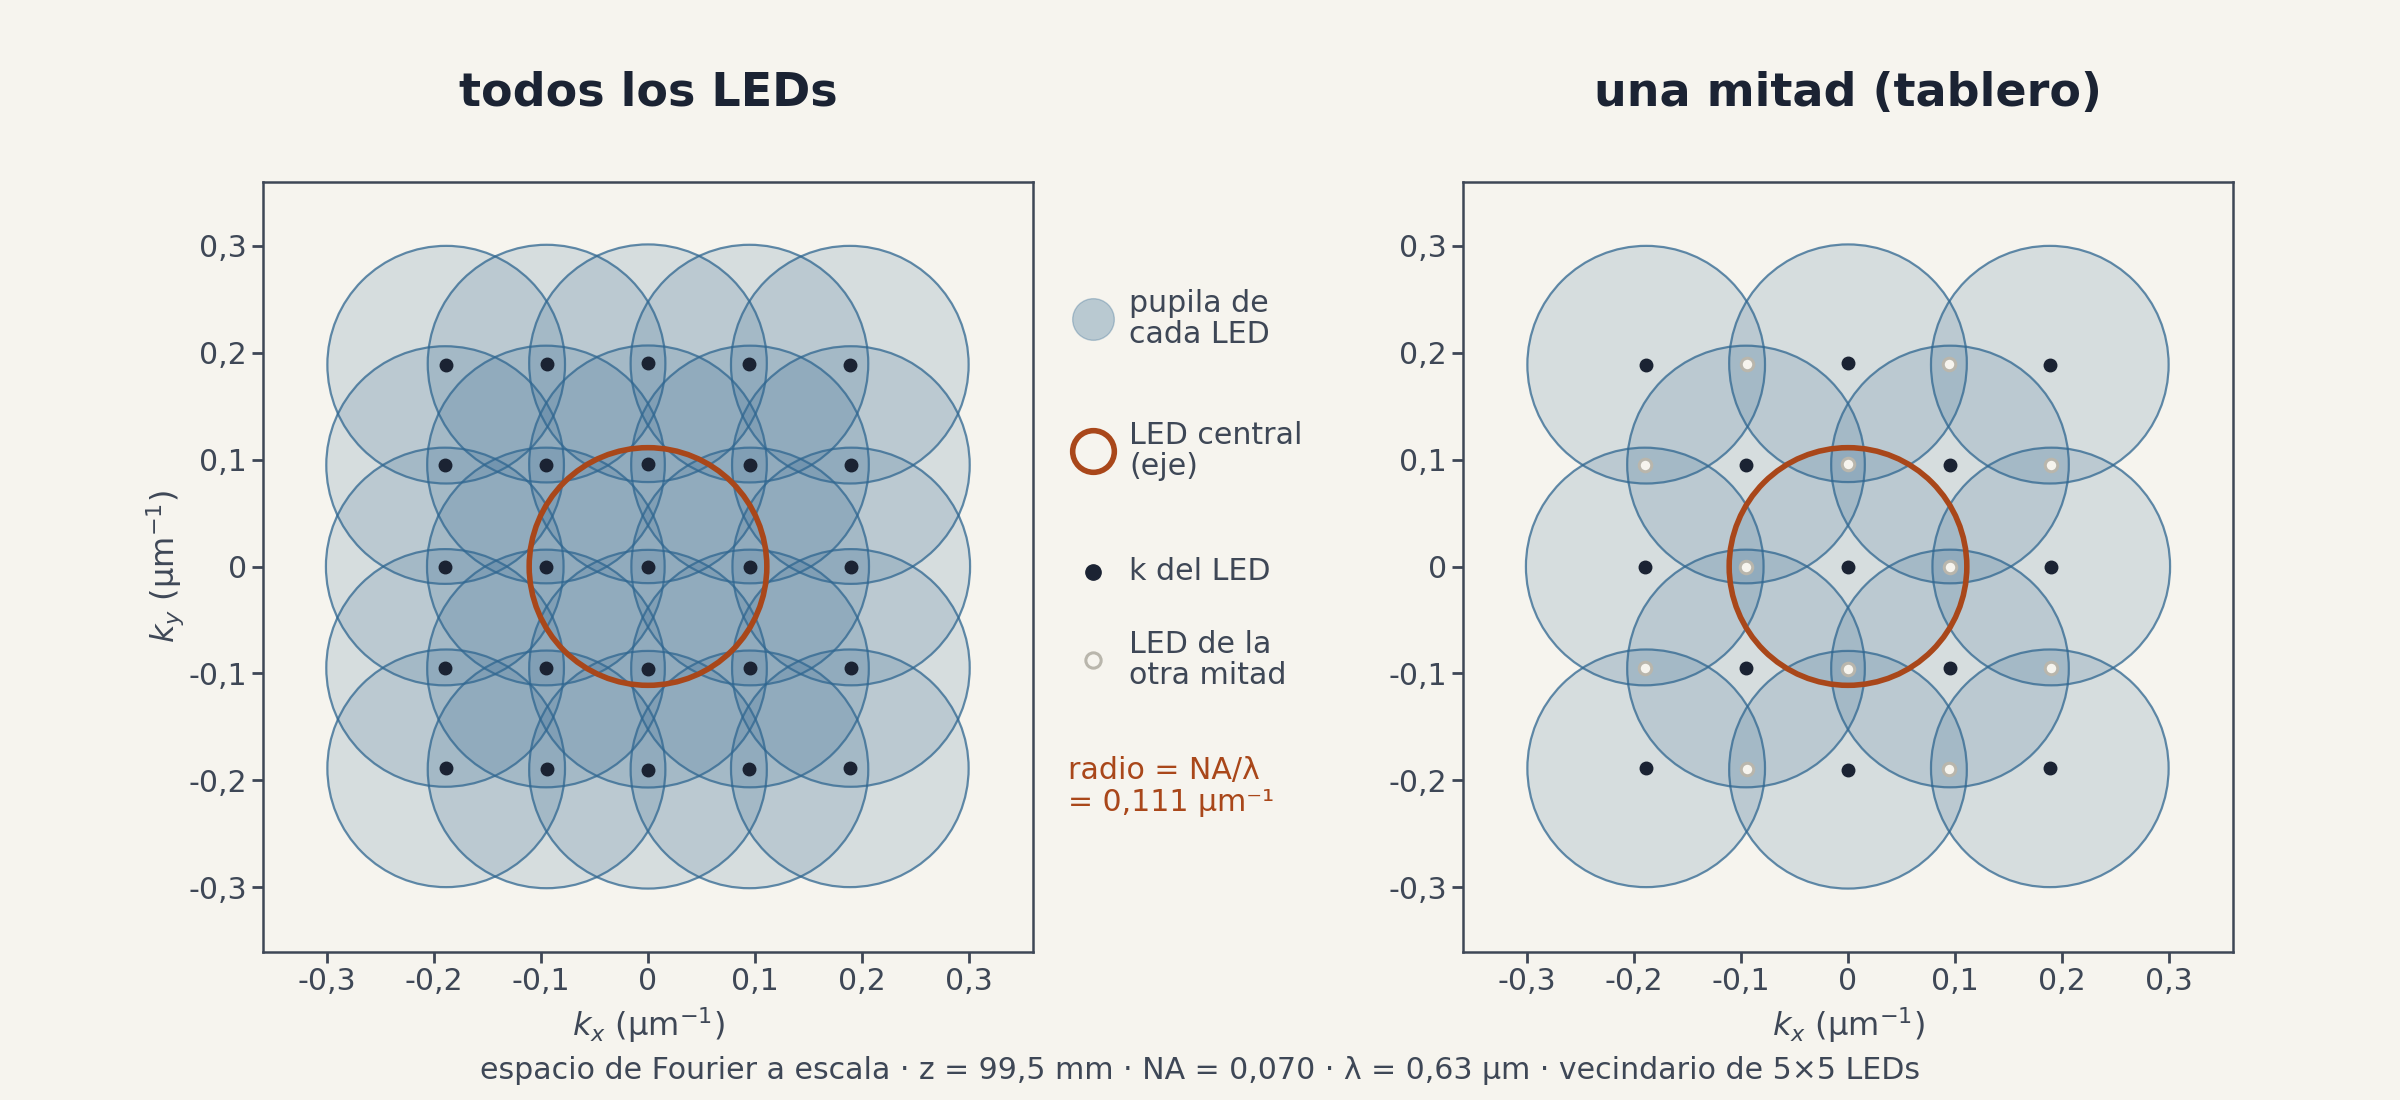 todos los LEDs
una mitad (tablero)
0,3
0,2
0,1
0
-0,1
-0,2
-0,3
k_y (µm⁻¹)
-0,3 -0,2 -0,1 0 0,1 0,2 0,3
k_x (µm⁻¹)
pupila de
cada LED
LED central
(eje)
k del LED
LED de la
otra mitad
radio = NA/λ
= 0,111 µm⁻¹
0,3
0,2
0,1
0
-0,1
-0,2
-0,3
-0,3 -0,2 -0,1 0 0,1 0,2 0,3
k_x (µm⁻¹)
espacio de Fourier a escala · z = 99,5 mm · NA = 0,070 · λ = 0,63 µm · vecindario de 5×5 LEDs